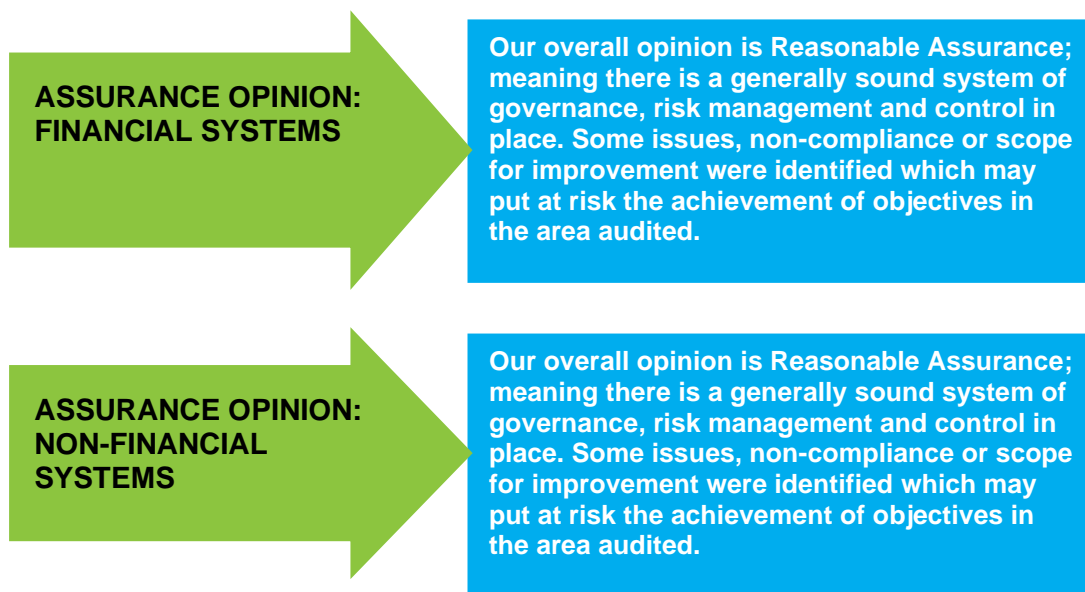 ASSURANCE OPINION:
FINANCIAL SYSTEMS
Our overall opinion is Reasonable Assurance;
meaning there is a generally sound system of
governance, risk management and control in
place. Some issues, non-compliance or scope
for improvement were identified which may
put at risk the achievement of objectives in
the area audited.
ASSURANCE OPINION:
NON-FINANCIAL
SYSTEMS
Our overall opinion is Reasonable Assurance;
meaning there is a generally sound system of
governance, risk management and control in
place. Some issues, non-compliance or scope
for improvement were identified which may
put at risk the achievement of objectives in
the area audited.